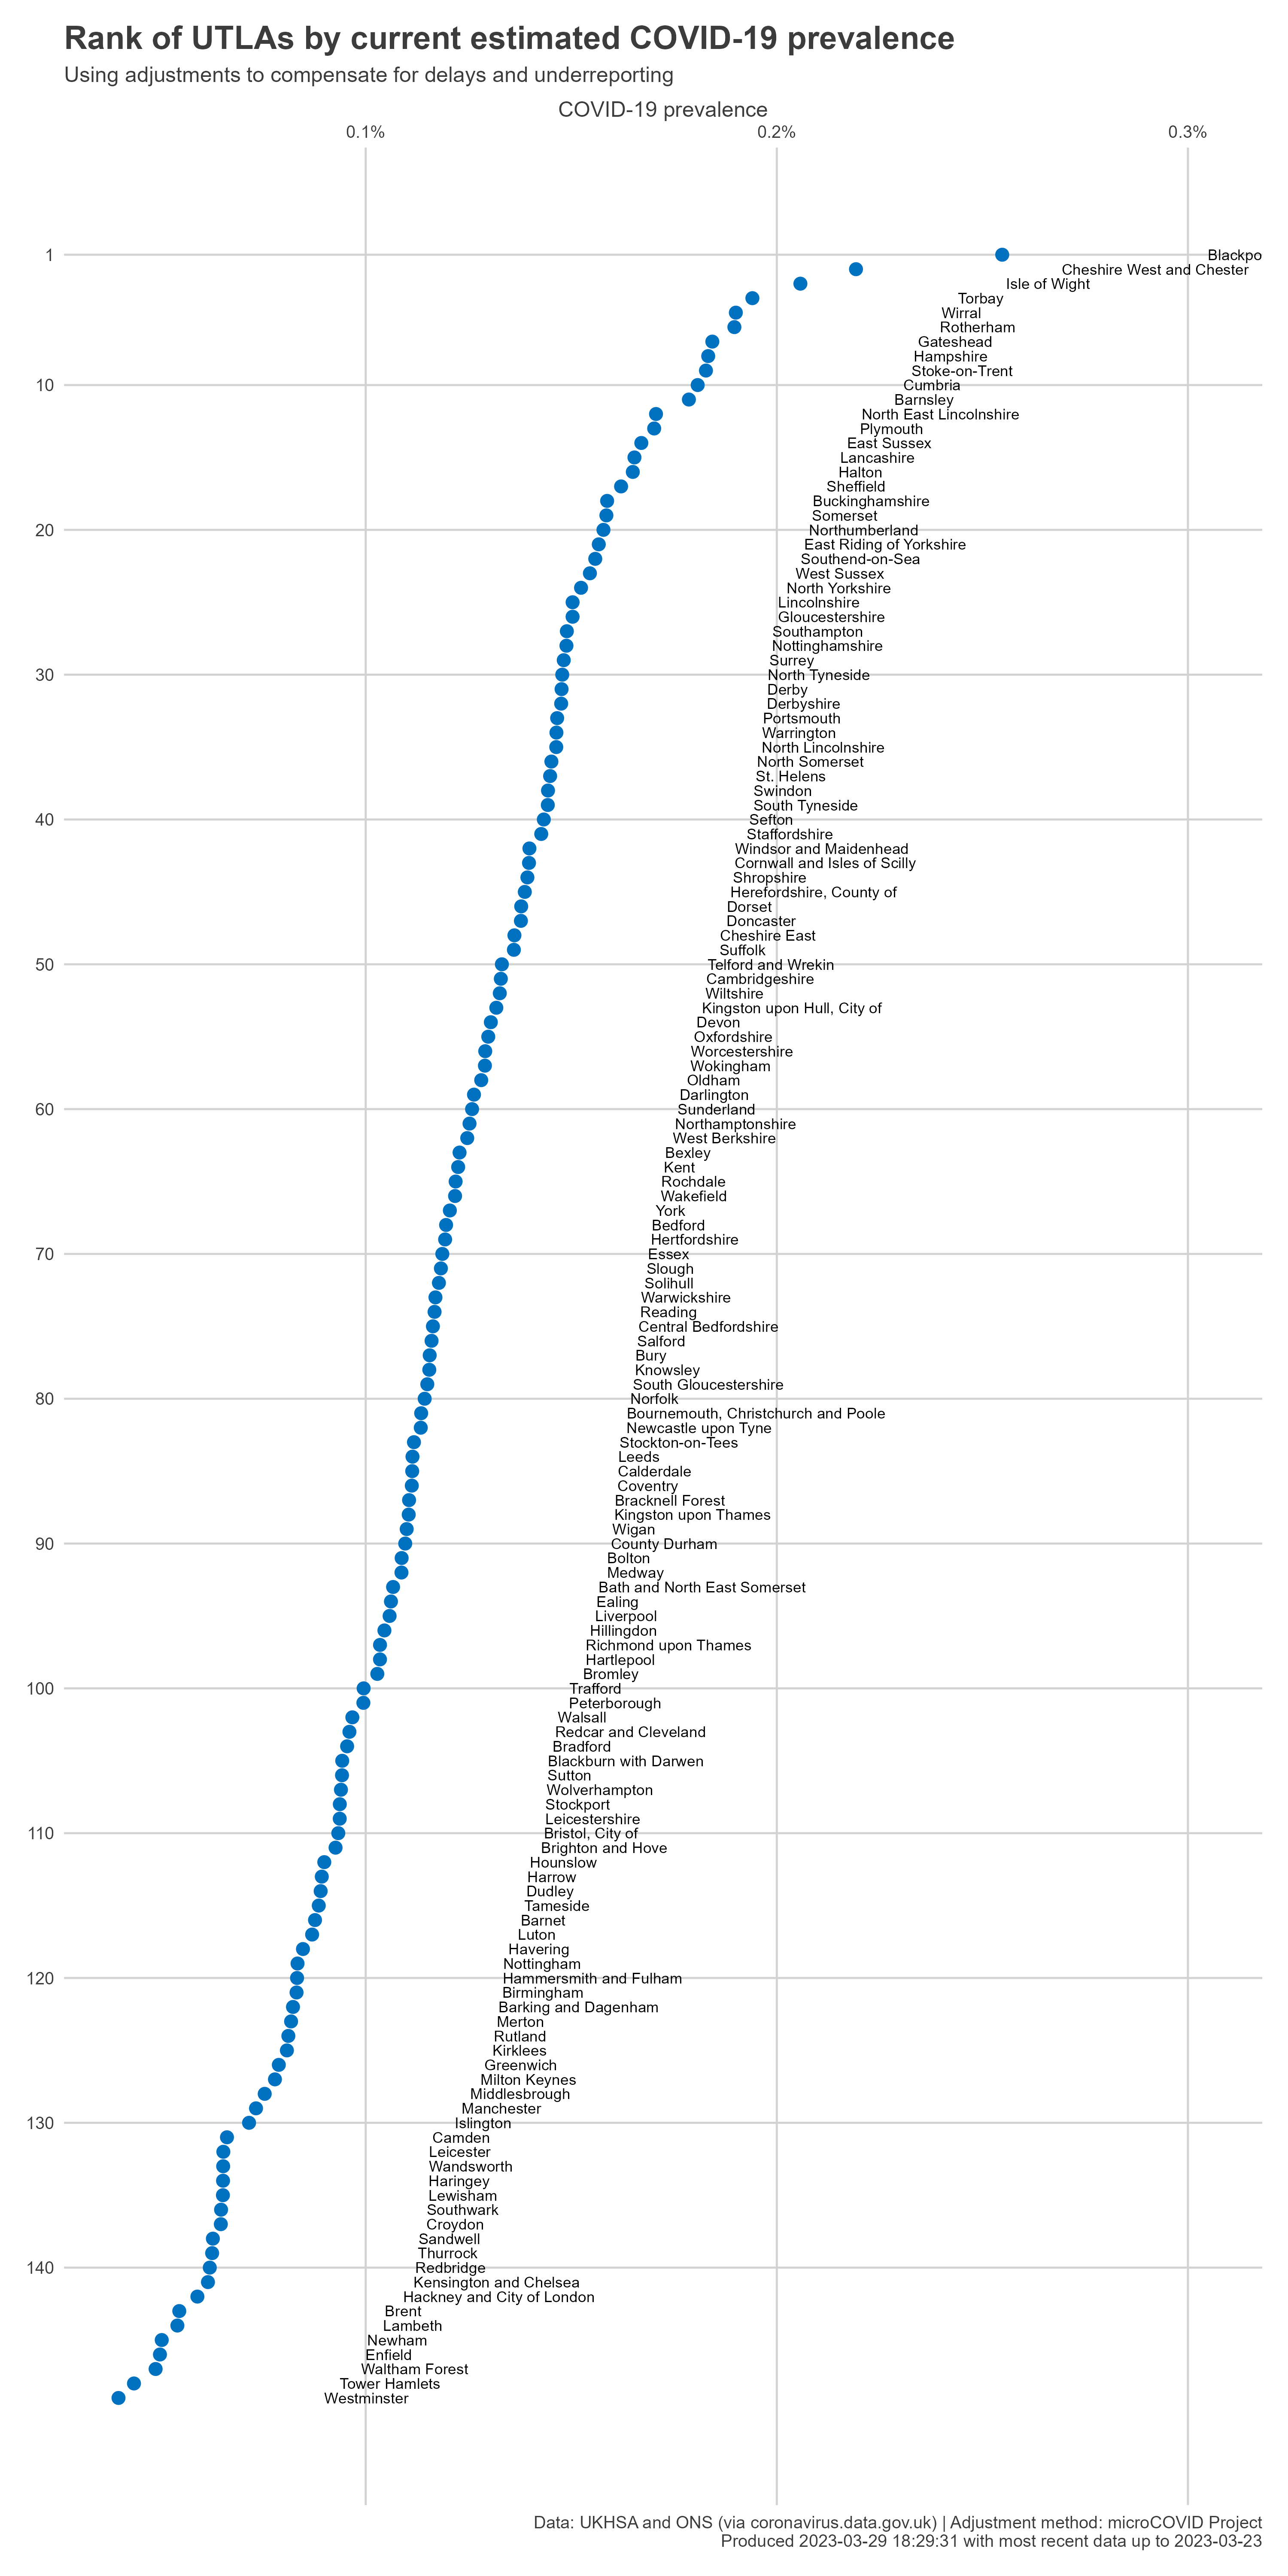 Rank of UTLAs by current estimated COVID-19 prevalence
Using adjustments to compensate for delays and underreporting
COVID-19 prevalence
0.1% 0.2% 0.3%
1 Blackpo
Cheshire West and Chester
Isle of Wight
Torbay
Wirral
Rotherham
Gateshead
Hampshire
Stoke-on-Trent
10 Cumbria
Barnsley
North East Lincolnshire
Plymouth
East Sussex
Lancashire
Halton
Sheffield
Buckinghamshire
Somerset
20 Northumberland
East Riding of Yorkshire
Southend-on-Sea
West Sussex
North Yorkshire
Lincolnshire
Gloucestershire
Southampton
Nottinghamshire
Surrey
30 North Tyneside
Derby
Derbyshire
Portsmouth
Warrington
North Lincolnshire
North Somerset
St. Helens
Swindon
South Tyneside
40 Sefton
Staffordshire
Windsor and Maidenhead
Cornwall and Isles of Scilly
Shropshire
Herefordshire, County of
Dorset
Doncaster
Cheshire East
Suffolk
50 Telford and Wrekin
Cambridgeshire
Wiltshire
Kingston upon Hull, City of
Devon
Oxfordshire
Worcestershire
Wokingham
Oldham
Darlington
60 Sunderland
Northamptonshire
West Berkshire
Bexley
Kent
Rochdale
Wakefield
York
Bedford
Hertfordshire
70 Essex
Slough
Solihull
Warwickshire
Reading
Central Bedfordshire
Salford
Bury
Knowsley
South Gloucestershire
80 Norfolk
Bournemouth, Christchurch and Poole
Newcastle upon Tyne
Stockton-on-Tees
Leeds
Calderdale
Coventry
Bracknell Forest
Kingston upon Thames
Wigan
90 County Durham
Bolton
Medway
Bath and North East Somerset
Ealing
Liverpool
Hillingdon
Richmond upon Thames
Hartlepool
Bromley
100 Trafford
Peterborough
Walsall
Redcar and Cleveland
Bradford
Blackburn with Darwen
Sutton
Wolverhampton
Stockport
Leicestershire
110 Bristol, City of
Brighton and Hove
Hounslow
Harrow
Dudley
Tameside
Barnet
Luton
Havering
Nottingham
120 Hammersmith and Fulham
Birmingham
Barking and Dagenham
Merton
Rutland
Kirklees
Greenwich
Milton Keynes
Middlesbrough
Manchester
130 Islington
Camden
Leicester
Wandsworth
Haringey
Lewisham
Southwark
Croydon
Sandwell
Thurrock
140 Redbridge
Kensington and Chelsea
Hackney and City of London
Brent
Lambeth
Newham
Enfield
Waltham Forest
Tower Hamlets
Westminster
Data: UKHSA and ONS (via coronavirus.data.gov.uk) | Adjustment method: microCOVID Project
Produced 2023-03-29 18:29:31 with most recent data up to 2023-03-23